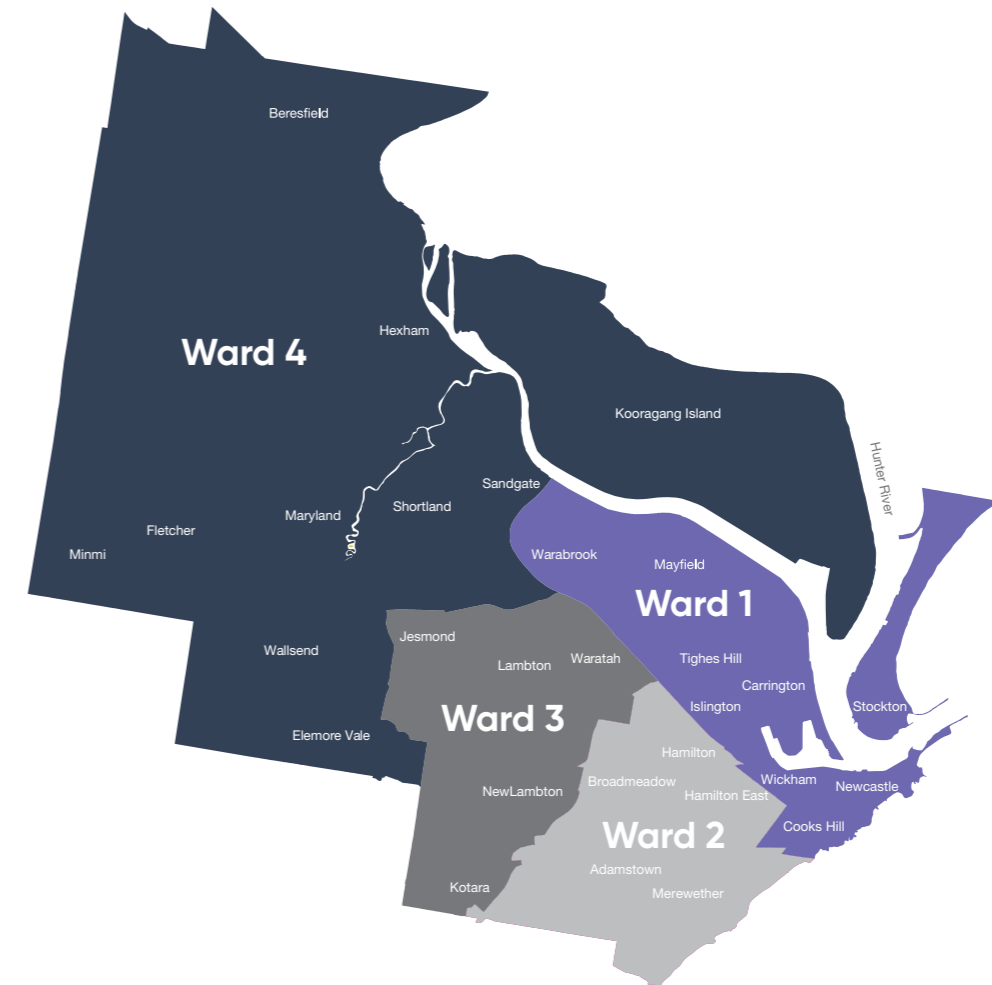 Beresfield
Hexham
Ward 4
Kooragang Island
Hunter River
Sandgate
Shortland
Maryland
Fletcher
Minmi
Warabrook
Mayfield
Ward 1
Jesmond
Wallsend
Lambton
Waratah
Tighes Hill
Carrington
Islington
Stockton
Ward 3
Elemore Vale
Hamilton
Broadmeadow
Wickham
Newcastle
NewLambton
Hamilton East
Cooks Hill
Ward 2
Adamstown
Kotara
Merewether